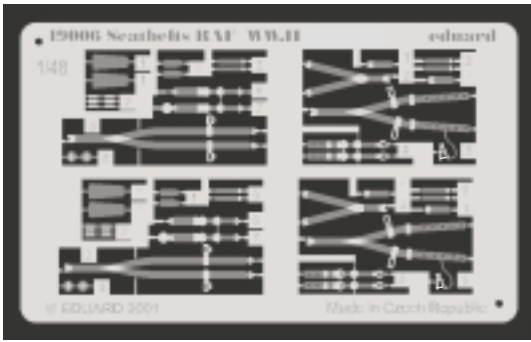 49006 Seatbelts RAF WW.II eduard
1/48
© EDUARD 2001 Made in Czech Republic